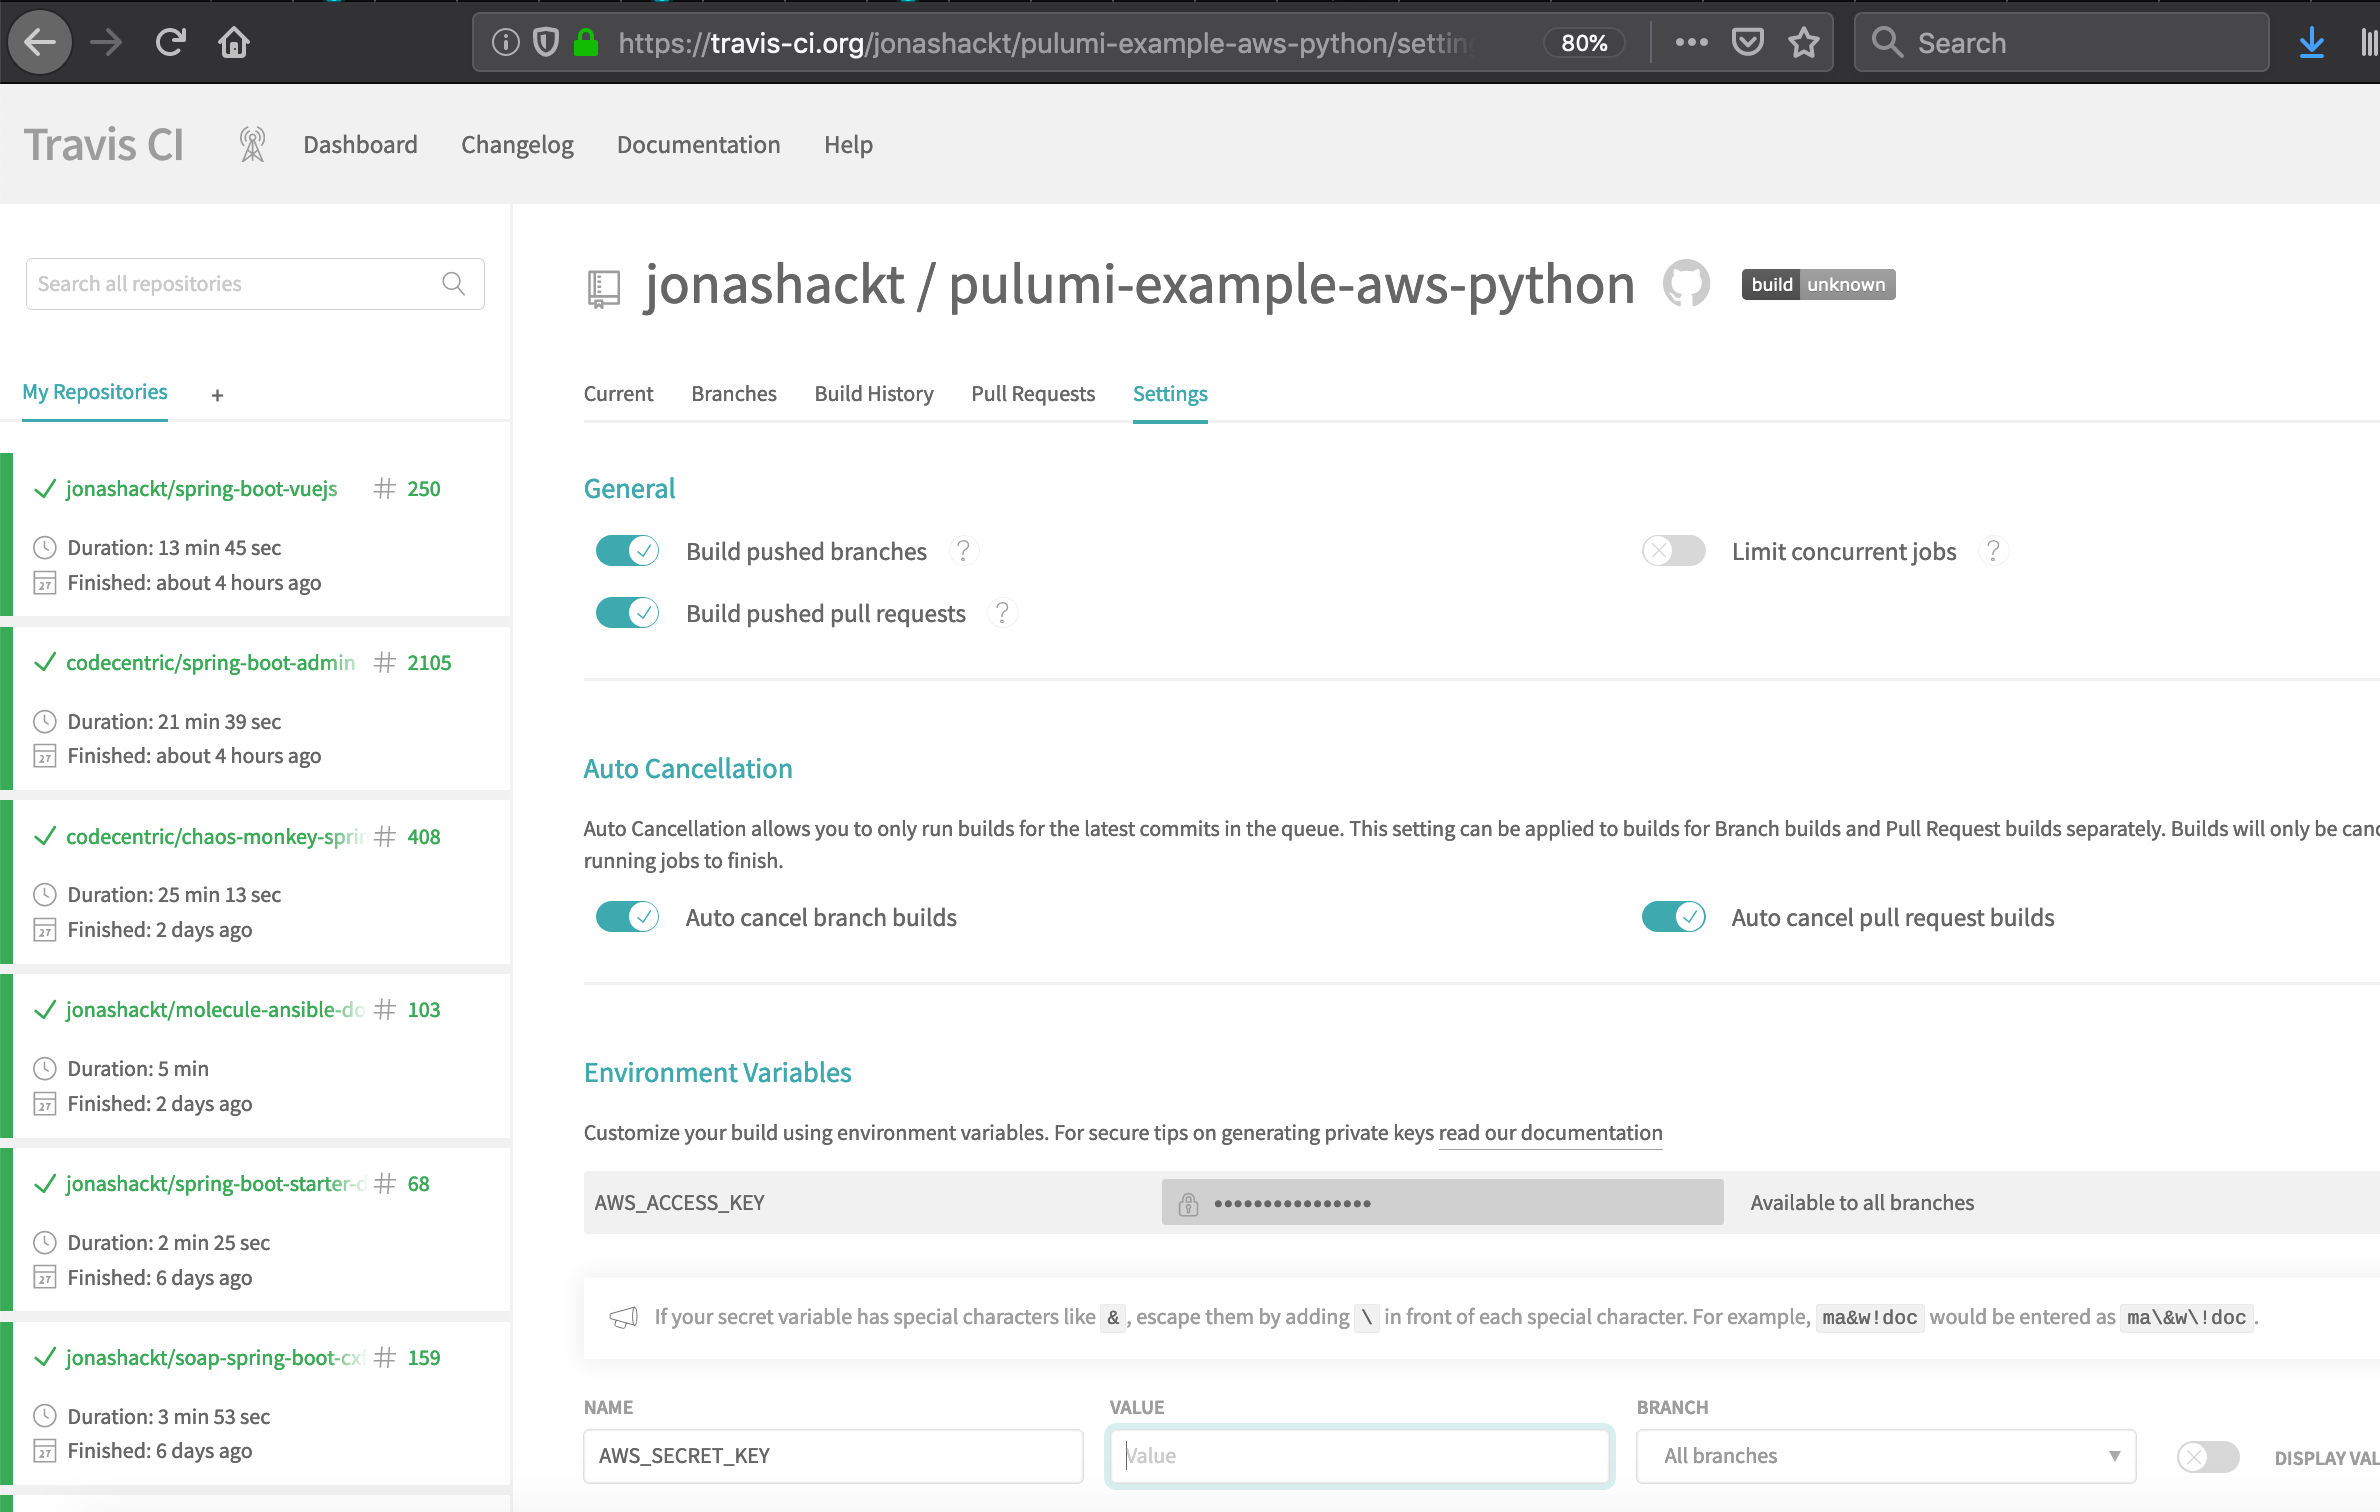 https://travis-ci.org/jonashackt/pulumi-example-aws-python/settin
80%
Search
Travis CI
Dashboard
Changelog
Documentation
Help
Search all repositories
My Repositories
+
jonashackt/spring-boot-vuejs # 250
Duration: 13 min 45 sec
Finished: about 4 hours ago
codecentric/spring-boot-admin # 2105
Duration: 21 min 39 sec
Finished: about 4 hours ago
codecentric/chaos-monkey-sprin # 408
Duration: 25 min 13 sec
Finished: 2 days ago
jonashackt/molecule-ansible-do # 103
Duration: 5 min
Finished: 2 days ago
jonashackt/spring-boot-starter-c # 68
Duration: 2 min 25 sec
Finished: 6 days ago
jonashackt/soap-spring-boot-cxf # 159
Duration: 3 min 53 sec
Finished: 6 days ago
jonashackt / pulumi-example-aws-python
build unknown
Current
Branches
Build History
Pull Requests
Settings
General
Build pushed branches ?
Limit concurrent jobs ?
Build pushed pull requests ?
Auto Cancellation
Auto Cancellation allows you to only run builds for the latest commits in the queue. This setting can be applied to builds for Branch builds and Pull Request builds separately. Builds will only be canc
running jobs to finish.
Auto cancel branch builds
Auto cancel pull request builds
Environment Variables
Customize your build using environment variables. For secure tips on generating private keys read our documentation
AWS_ACCESS_KEY
••••••••••••••••
Available to all branches
If your secret variable has special characters like &, escape them by adding \ in front of each special character. For example, ma&w!doc would be entered as ma\&w\!doc.
NAME
VALUE
BRANCH
AWS_SECRET_KEY
Value
All branches
DISPLAY VAL